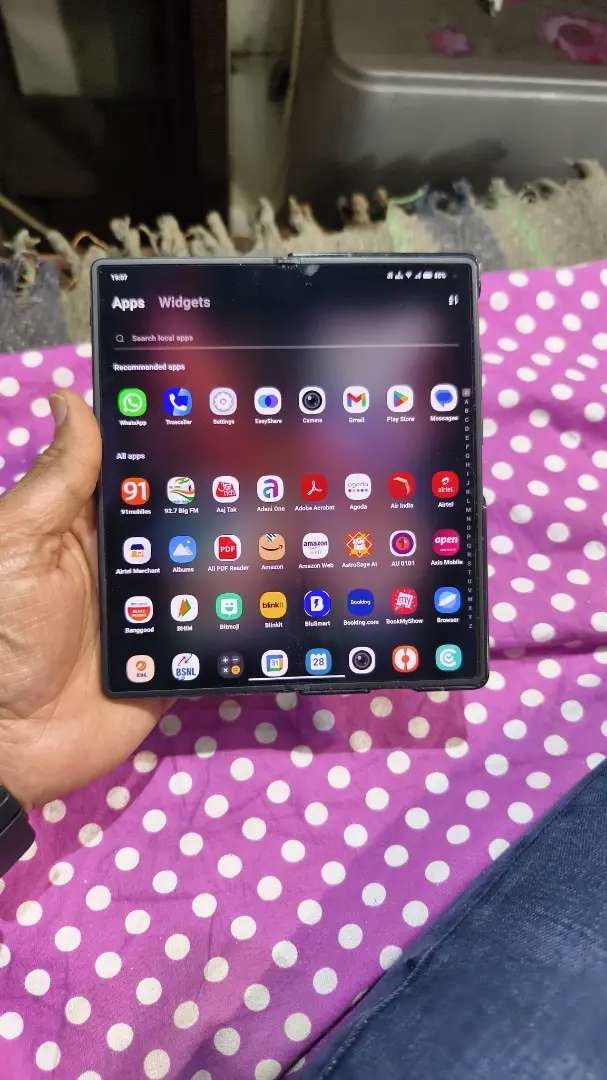 19:07
Apps Widgets
Search local apps
Recommended apps
WhatsApp Truecaller Settings EasyShare Camera Gmail Play Store Messages
All apps
91
91mobiles 92.7 Big FM Aaj Tak Adani One Adobe Acrobat Agoda Air India Airtel
PDF amazon open
Airtel Merchant Albums All PDF Reader Amazon Amazon Web AstroSage AI AU 0101 Axis Mobile
blinkit Booking my
Banggood BHIM Bitmoji Blinkit BluSmart Booking.com BookMyShow Browser
BSNL 31 28
A
B
C
D
E
F
G
H
I
J
K
L
M
N
O
P
Q
R
S
T
U
V
W
X
Y
Z